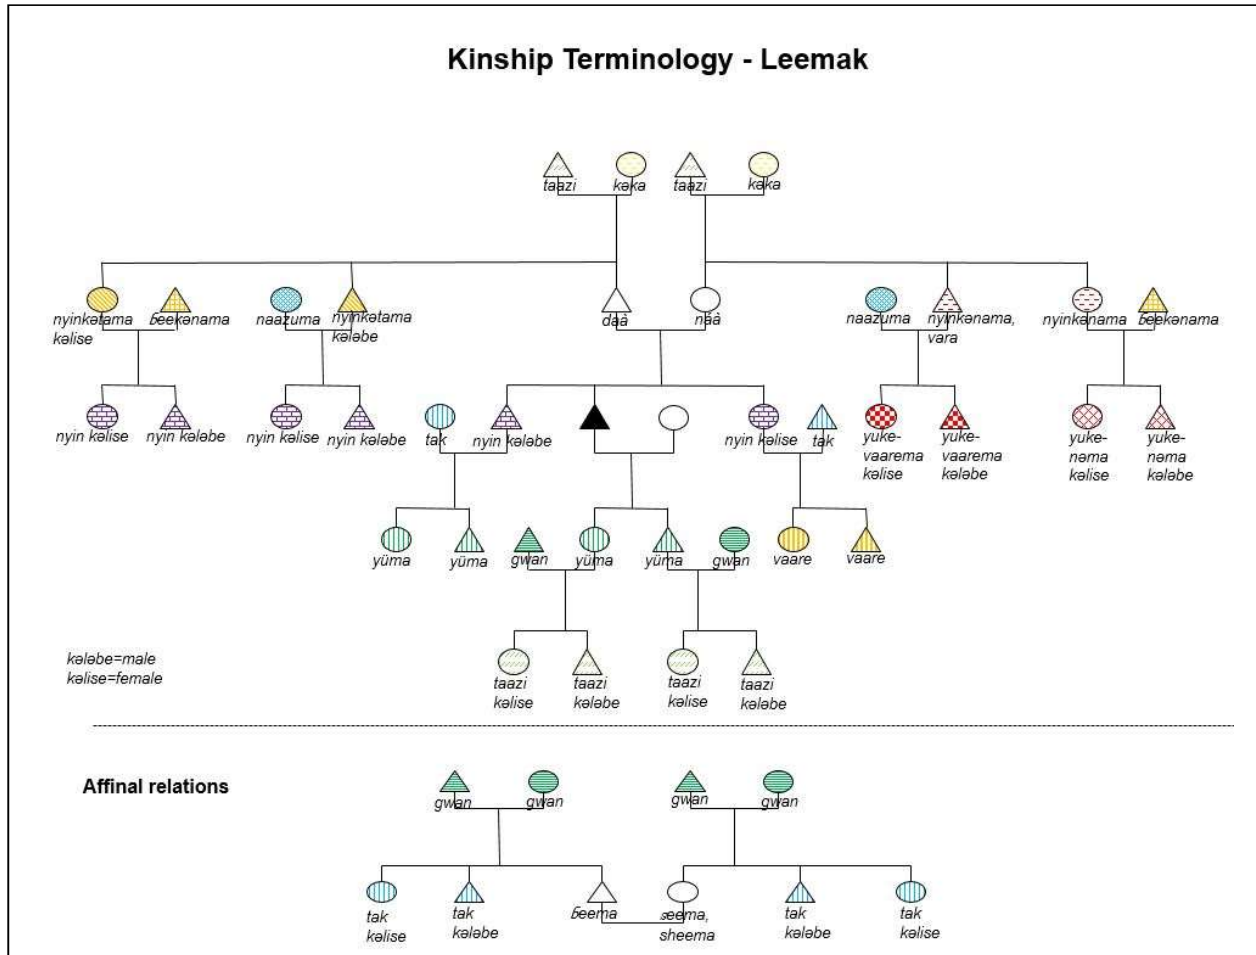 Kinship Terminology - Leemak
taazi
kəka
taazi
kəka
nyinkətama
kəlise
ɓeekənama
naazuma
nyinkətama
kələbe
daà
nàà
naazuma
nyinkənama,
vara
nyinkənama
ɓeekənama
nyin kəlise
nyin kələbe
nyin kəlise
nyin kələbe
tak
nyin kələbe
nyin kəlise
tak
yuke-
vaarema
kəlise
yuke-
vaarema
kələbe
yuke-
nəma
kəlise
yuke-
nəma
kələbe
yüma
yüma
gwan
yüma
yüma
gwan
vaare
vaare
kələbe=male
kəlise=female
taazi
kəlise
taazi
kələbe
taazi
kəlise
taazi
kələbe
Affinal relations
gwan
gwan
gwan
gwan
tak
kəlise
tak
kələbe
ɓeema
sheema
tak
kələbe
tak
kəlise